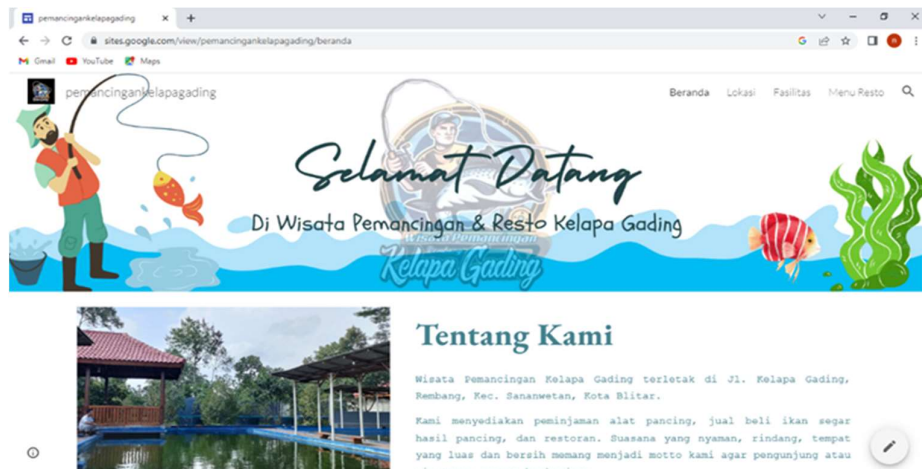 pemancingankelapagading
sites.google.com/view/pemancingankelapagading/beranda
Gmail YouTube Maps
pemancingankelapagading
Beranda Lokasi Fasilitas Menu Resto
Selamat Datang
Di Wisata Pemancingan & Resto Kelapa Gading
Wisata Pemancingan
Kelapa Gading
Tentang Kami
Wisata Pemancingan Kelapa Gading terletak di Jl. Kelapa Gading,
Rembang, Kec. Sananwetan, Kota Blitar.
Kami menyediakan peminjaman alat pancing, jual beli ikan segar
hasil pancing, dan restoran. Suasana yang nyaman, rindang, tempat
yang luas dan bersih memang menjadi motto kami agar pengunjung atau